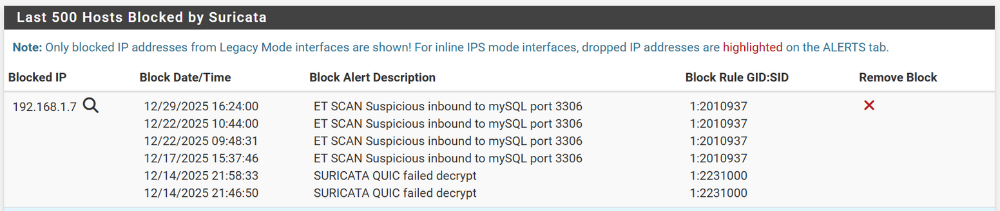 Last 500 Hosts Blocked by Suricata
Note: Only blocked IP addresses from Legacy Mode interfaces are shown! For inline IPS mode interfaces, dropped IP addresses are highlighted on the ALERTS tab.
Blocked IP Block Date/Time Block Alert Description Block Rule GID:SID Remove Block
192.168.1.7 12/29/2025 16:24:00 ET SCAN Suspicious inbound to mySQL port 3306 1:2010937
12/22/2025 10:44:00 ET SCAN Suspicious inbound to mySQL port 3306 1:2010937
12/22/2025 09:48:31 ET SCAN Suspicious inbound to mySQL port 3306 1:2010937
12/17/2025 15:37:46 ET SCAN Suspicious inbound to mySQL port 3306 1:2010937
12/14/2025 21:58:33 SURICATA QUIC failed decrypt 1:2231000
12/14/2025 21:46:50 SURICATA QUIC failed decrypt 1:2231000